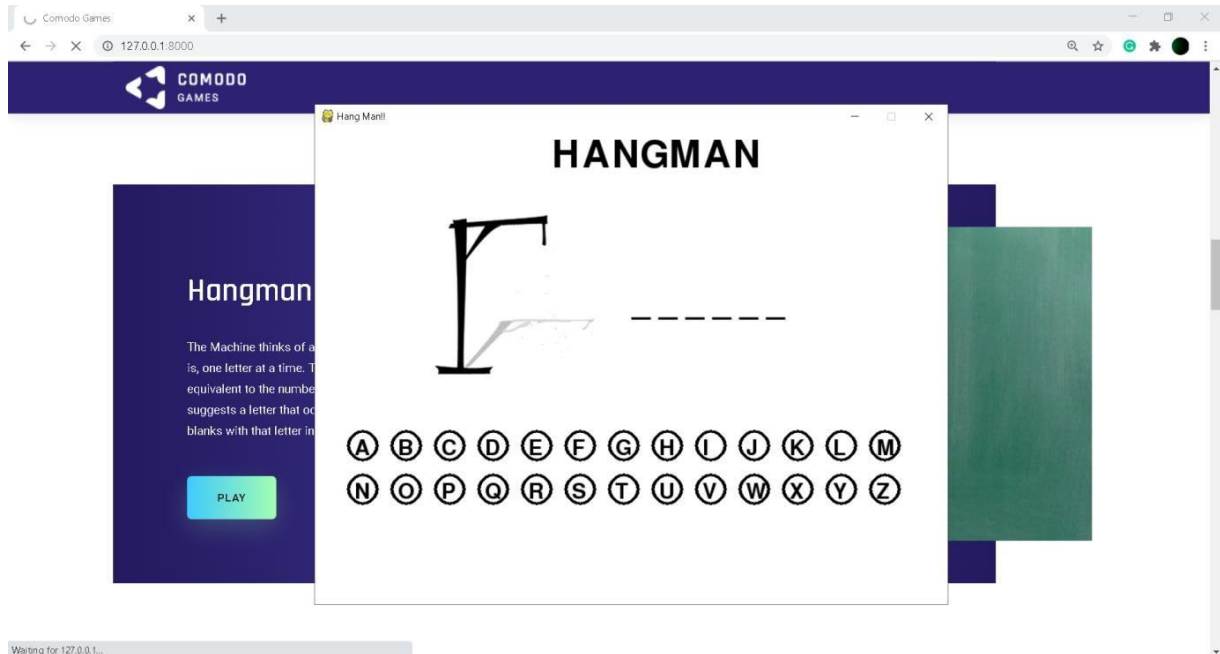 Comodo Games
127.0.0.1:8000
COMODO
GAMES
Hang Man!!
HANGMAN
_ _ _ _ _ _
Hangman
The Machine thinks of a
is, one letter at a time. T
equivalent to the numbe
suggests a letter that oc
blanks with that letter in
PLAY
A B C D E F G H I J K L M
N O P Q R S T U V W X Y Z
Waiting for 127.0.0.1...